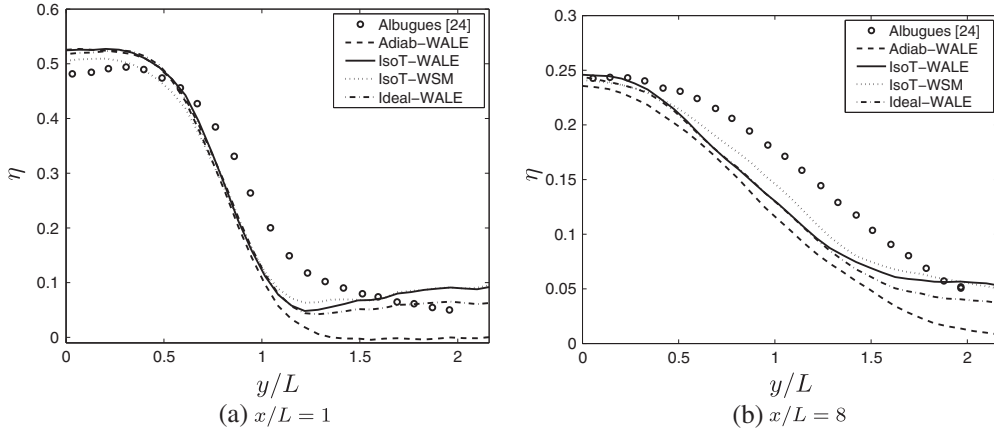 0.6
0.5
0.4
0.3
0.2
0.1
0
η
0
0.5
1
1.5
2
y/L
Albugues [24]
Adiab−WALE
IsoT−WALE
IsoT−WSM
Ideal−WALE
(a) x/L = 1
0.3
0.25
0.2
0.15
0.1
0.05
0
η
0
0.5
1
1.5
2
y/L
Albugues [24]
Adiab−WALE
IsoT−WALE
IsoT−WSM
Ideal−WALE
(b) x/L = 8